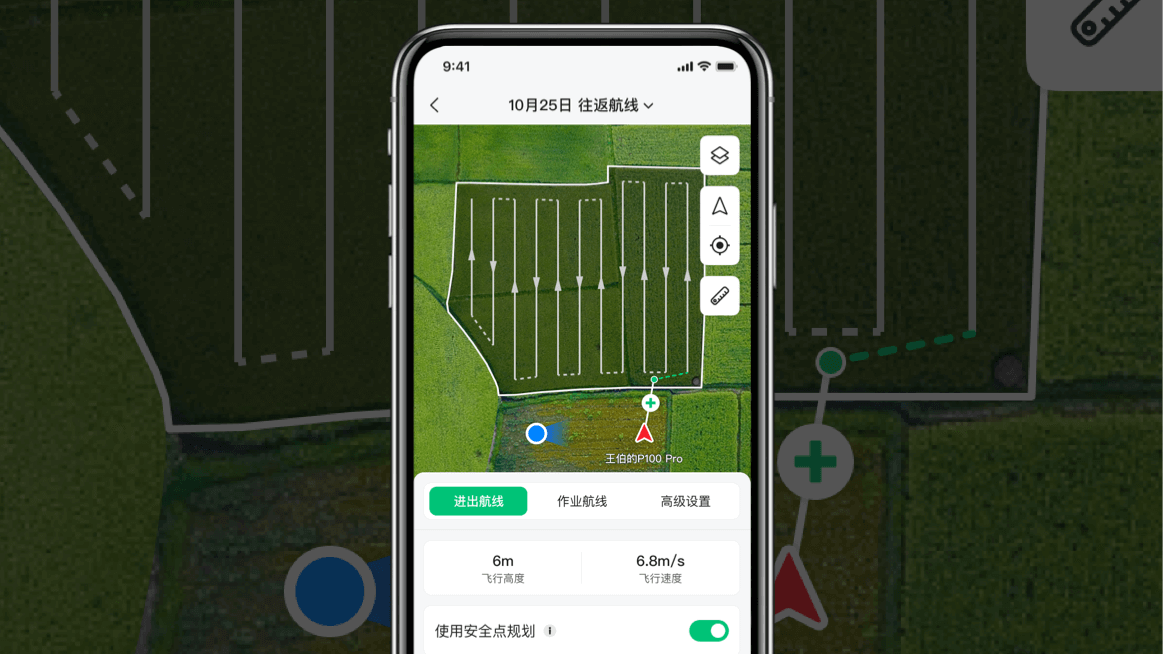 9:41
10月25日 往返航线
王伯的P100 Pro
进出航线 作业航线 高级设置
6m 6.8m/s
飞行高度 飞行速度
使用安全点规划 i